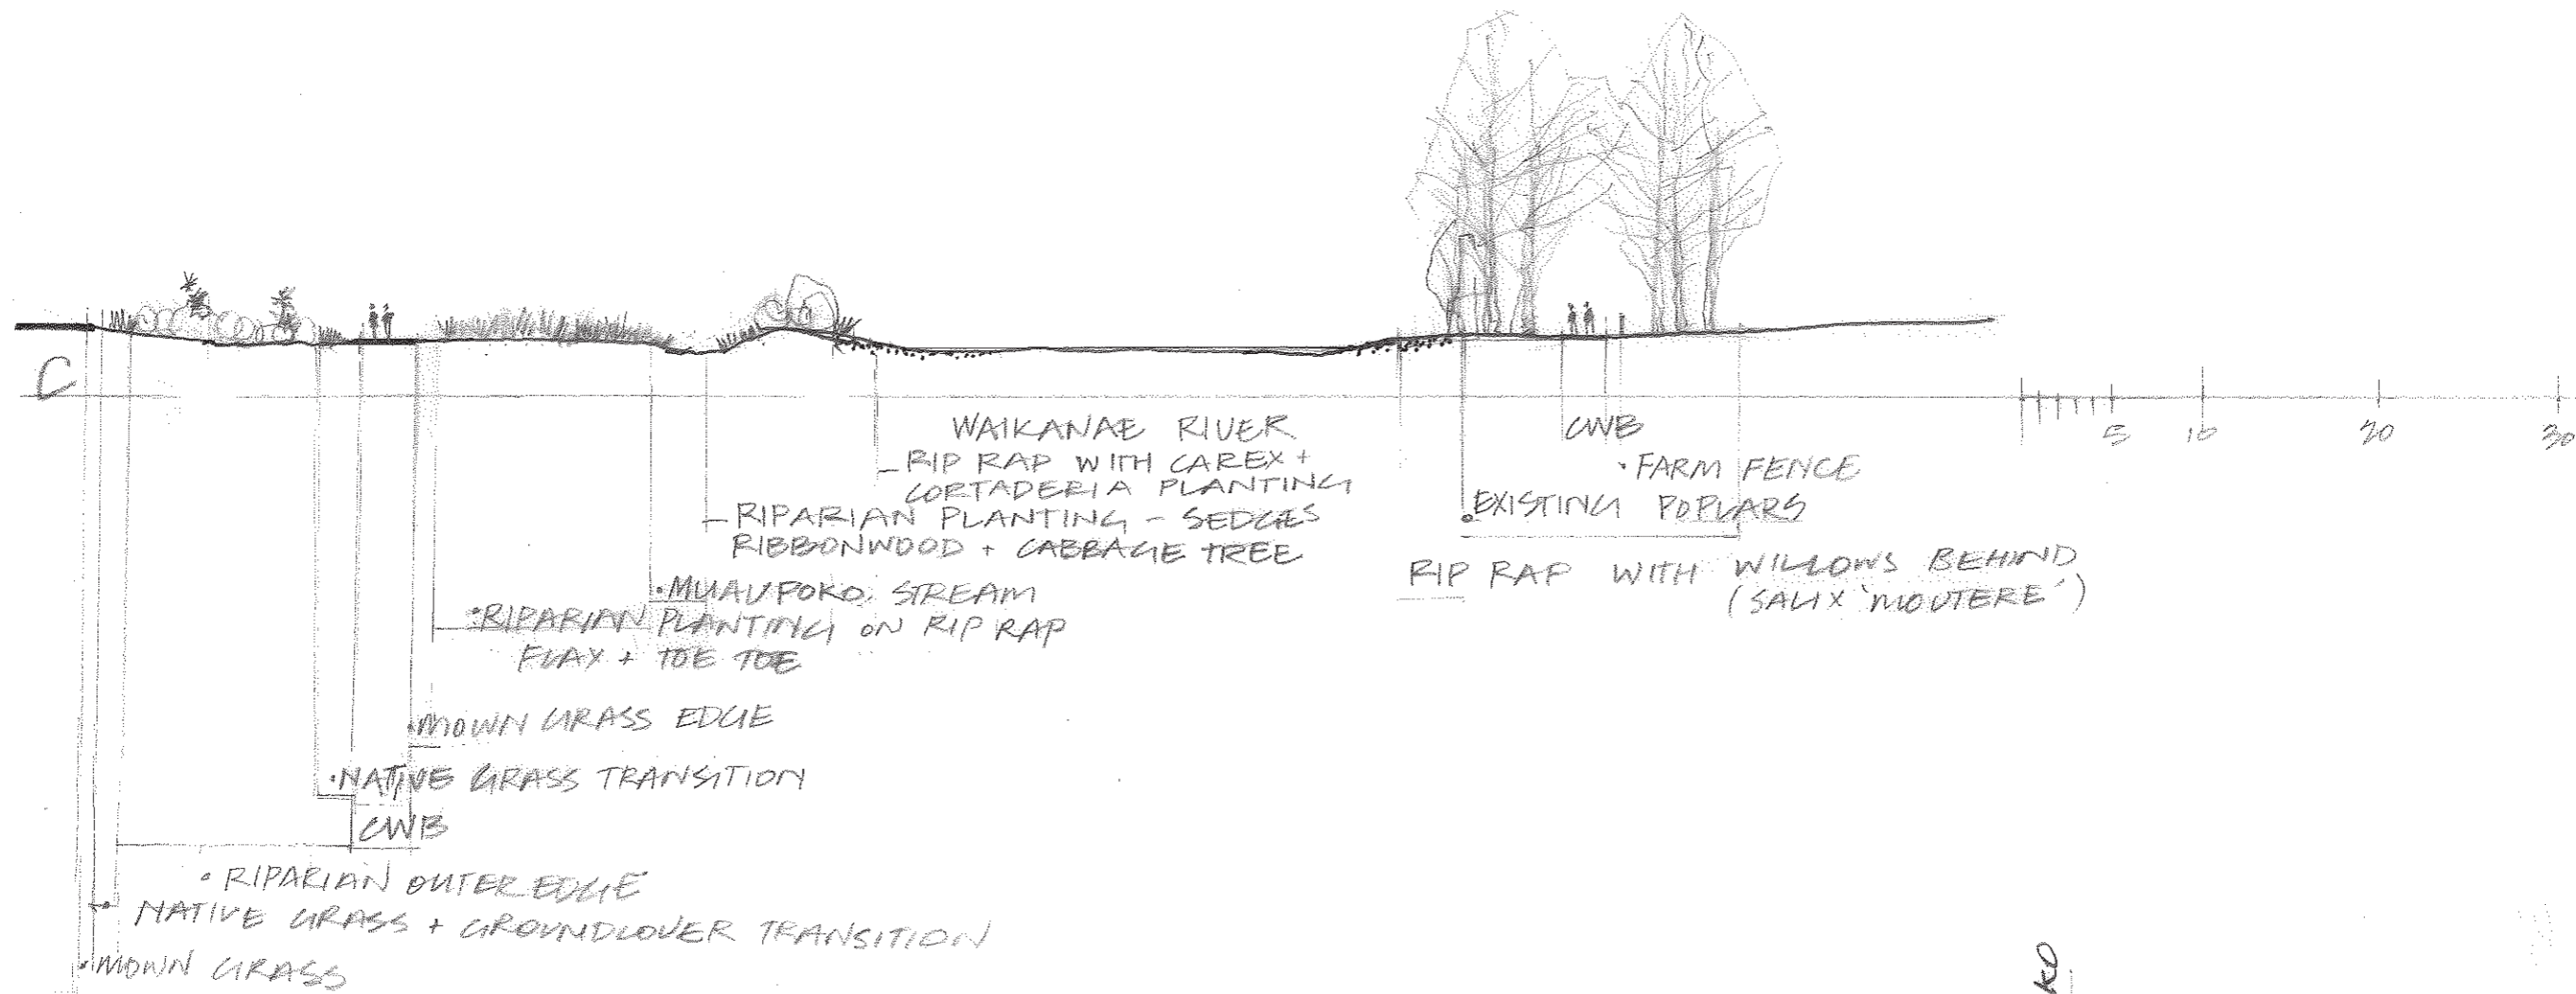 C
WAIKANAE RIVER
RIP RAP WITH CAREX +
CORTADERIA PLANTING
RIPARIAN PLANTING - SEDGES
RIBBONWOOD + CABBAGE TREE
MUAUPOKO STREAM
RIPARIAN PLANTING ON RIP RAP
FLAX + TOE TOE
MOWN GRASS EDGE
NATIVE GRASS TRANSITION
CWB
RIPARIAN OUTER EDGE
NATIVE GRASS + GROUNDCOVER TRANSITION
MOWN GRASS
CWB
FARM FENCE
EXISTING POPLARS
RIP RAP WITH WILLOWS BEHIND
(SALIX 'MOUTERE')
5 10 20 30